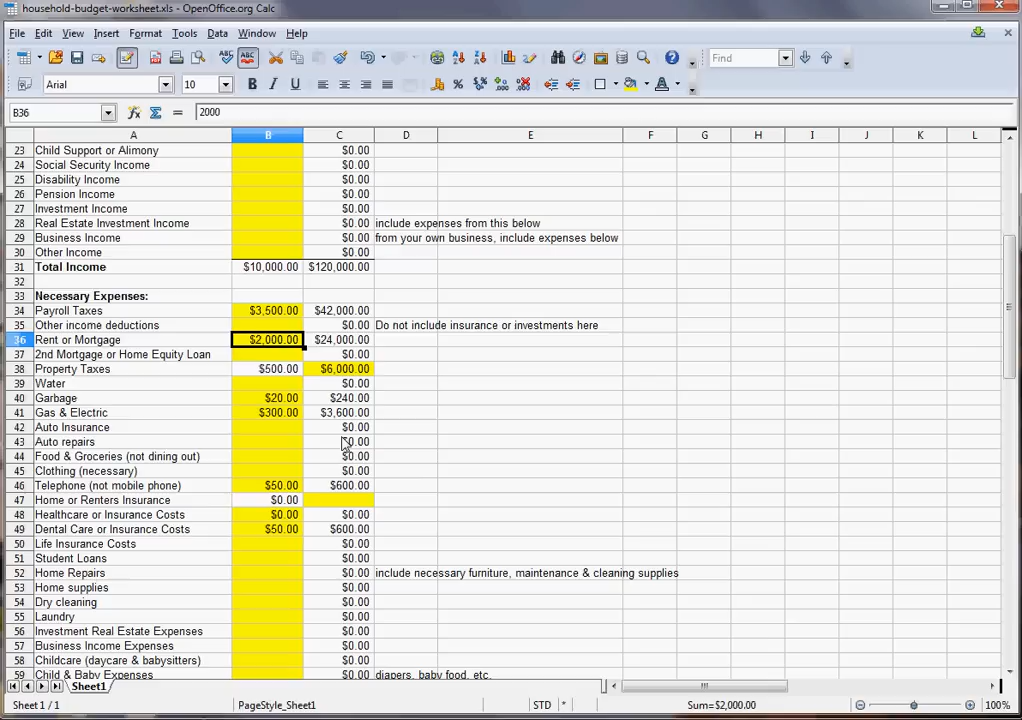 household-budget-worksheet.xls - OpenOffice.org Calc
File Edit View Insert Format Tools Data Window Help
Find
Arial 10
B36 2000
A B C D E F G H I J K L
23 Child Support or Alimony $0.00
24 Social Security Income $0.00
25 Disability Income $0.00
26 Pension Income $0.00
27 Investment Income $0.00
28 Real Estate Investment Income $0.00 include expenses from this below
29 Business Income $0.00 from your own business, include expenses below
30 Other Income $0.00
31 Total Income $10,000.00 $120,000.00
32
33 Necessary Expenses:
34 Payroll Taxes $3,500.00 $42,000.00
35 Other income deductions $0.00 Do not include insurance or investments here
36 Rent or Mortgage $2,000.00 $24,000.00
37 2nd Mortgage or Home Equity Loan $0.00
38 Property Taxes $500.00 $6,000.00
39 Water $0.00
40 Garbage $20.00 $240.00
41 Gas & Electric $300.00 $3,600.00
42 Auto Insurance $0.00
43 Auto repairs $0.00
44 Food & Groceries (not dining out) $0.00
45 Clothing (necessary) $0.00
46 Telephone (not mobile phone) $50.00 $600.00
47 Home or Renters Insurance $0.00
48 Healthcare or Insurance Costs $0.00 $0.00
49 Dental Care or Insurance Costs $50.00 $600.00
50 Life Insurance Costs $0.00
51 Student Loans $0.00
52 Home Repairs $0.00 include necessary furniture, maintenance & cleaning supplies
53 Home supplies $0.00
54 Dry cleaning $0.00
55 Laundry $0.00
56 Investment Real Estate Expenses $0.00
57 Business Income Expenses $0.00
58 Childcare (daycare & babysitters) $0.00
59 Child & Baby Expenses $0.00 diapers, baby food, etc.
Sheet1
Sheet 1 / 1 PageStyle_Sheet1 STD * Sum=$2,000.00 100%